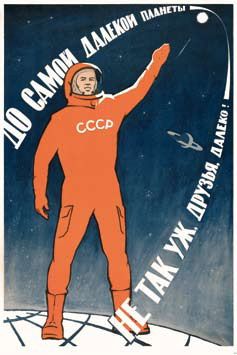 ДО САМОЙ ДАЛЕКОЙ ПЛАНЕТЫ
СССР
НЕ ТАК УЖ, ДРУЗЬЯ, ДАЛЕКО!